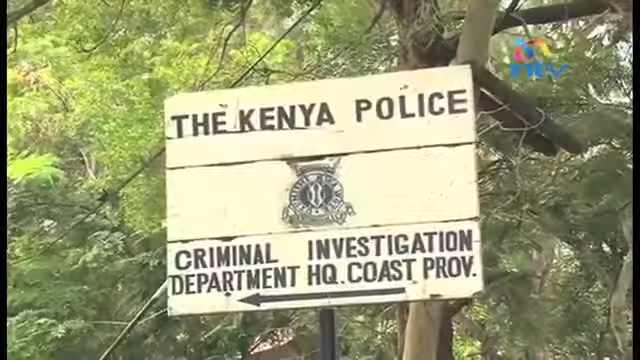 ntv
THE KENYA POLICE
CRIMINAL INVESTIGATION
DEPARTMENT HQ. COAST PROV.